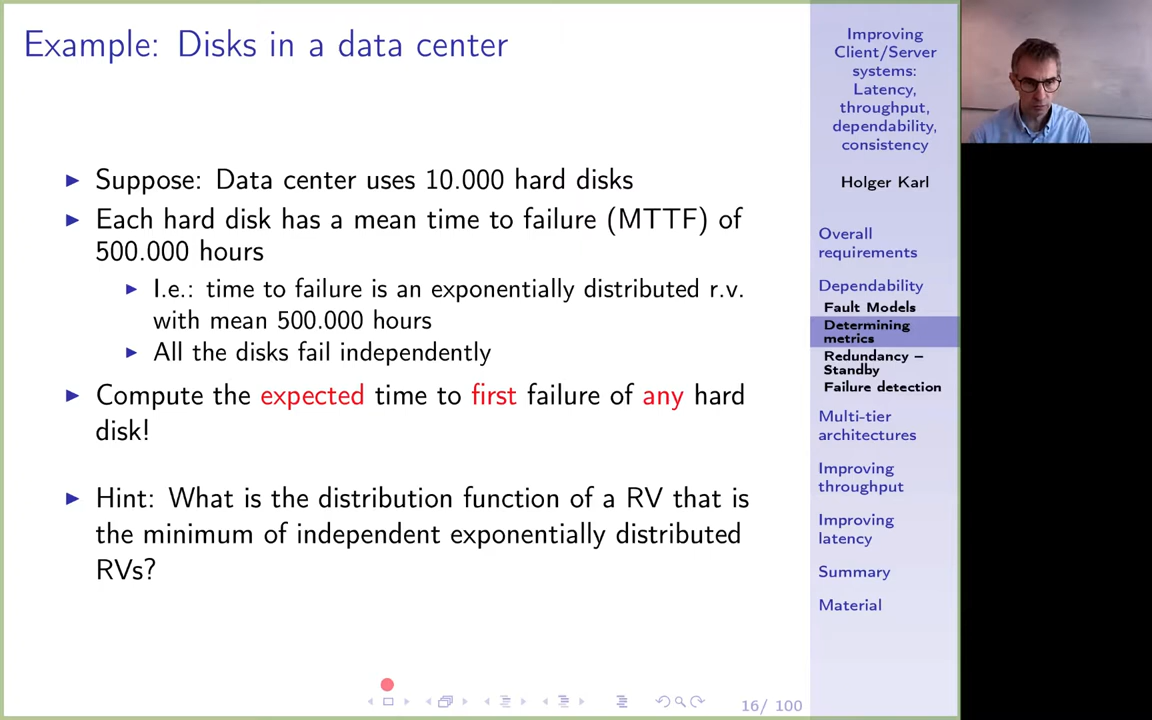 Example: Disks in a data center
Suppose: Data center uses 10.000 hard disks
Each hard disk has a mean time to failure (MTTF) of
500.000 hours
I.e.: time to failure is an exponentially distributed r.v.
with mean 500.000 hours
All the disks fail independently
Compute the expected time to first failure of any hard
disk!
Hint: What is the distribution function of a RV that is
the minimum of independent exponentially distributed
RVs?
16/ 100
Improving
Client/Server
systems:
Latency,
throughput,
dependability,
consistency
Holger Karl
Overall
requirements
Dependability
Fault Models
Determining
metrics
Redundancy –
Standby
Failure detection
Multi-tier
architectures
Improving
throughput
Improving
latency
Summary
Material